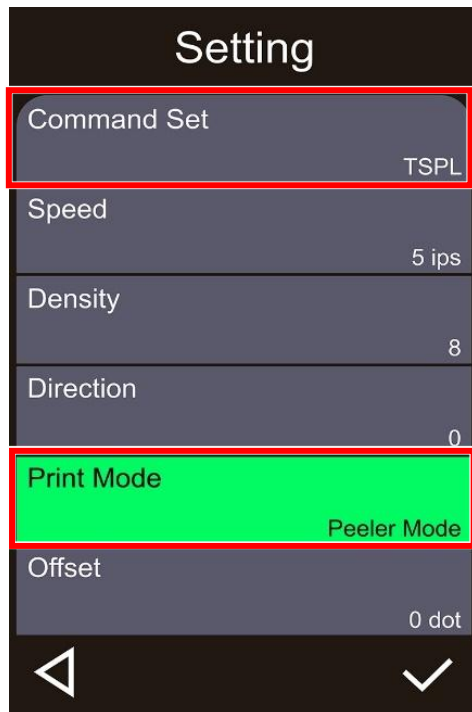 Setting
Command Set
TSPL
Speed
5 ips
Density
8
Direction
0
Print Mode
Peeler Mode
Offset
0 dot